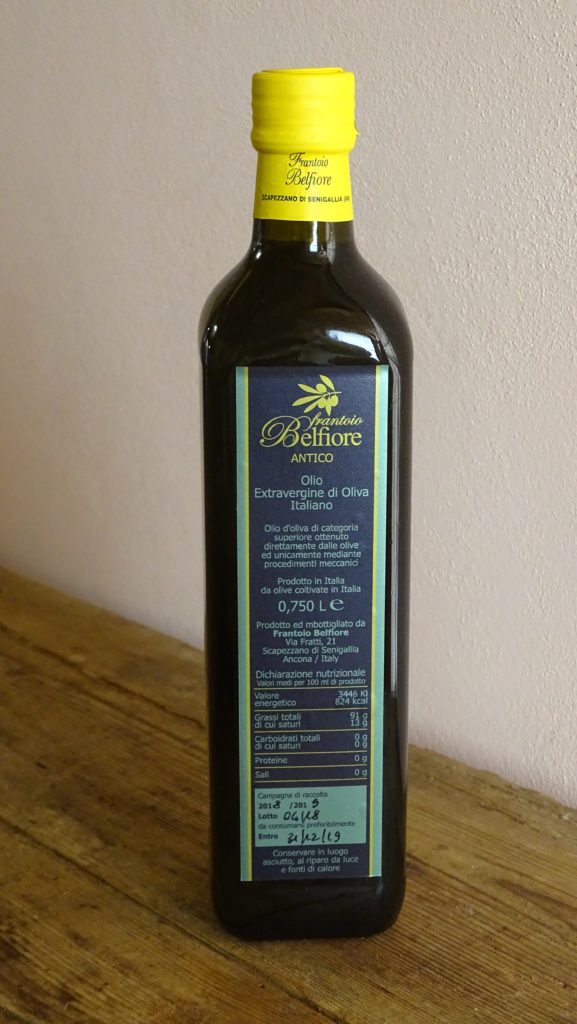 Frantoio
Belfiore
SCAPEZZANO DI SENIGALLIA (AN)
frantoio
Belfiore
ANTICO
Olio
Extravergine di Oliva
Italiano
Olio d'oliva di categoria
superiore ottenuto
direttamente dalle olive
ed unicamente mediante
procedimenti meccanici
Prodotto in Italia
da olive coltivate in Italia
0,750 L e
Prodotto ed mbottigliato da
Frantoio Belfiore
Via Fratti, 21
Scapezzano di Senigallia
Ancona / Italy
Dichiarazione nutrizionale
Valori medi per 100 ml di prodotto
Valore 3446 KJ
energetico 824 kcal
Grassi totali 91 g
di cui saturi 13 g
Carboidrati totali 0 g
di cui saturi 0 g
Proteine 0 g
Sali 0 g
Campagna di raccolta
2018 /2019
Lotto 04/18
da consumarsi preferibilmente
Entro 31/12/19
Conservare in luogo
asciutto, al riparo da luce
e fonti di calore